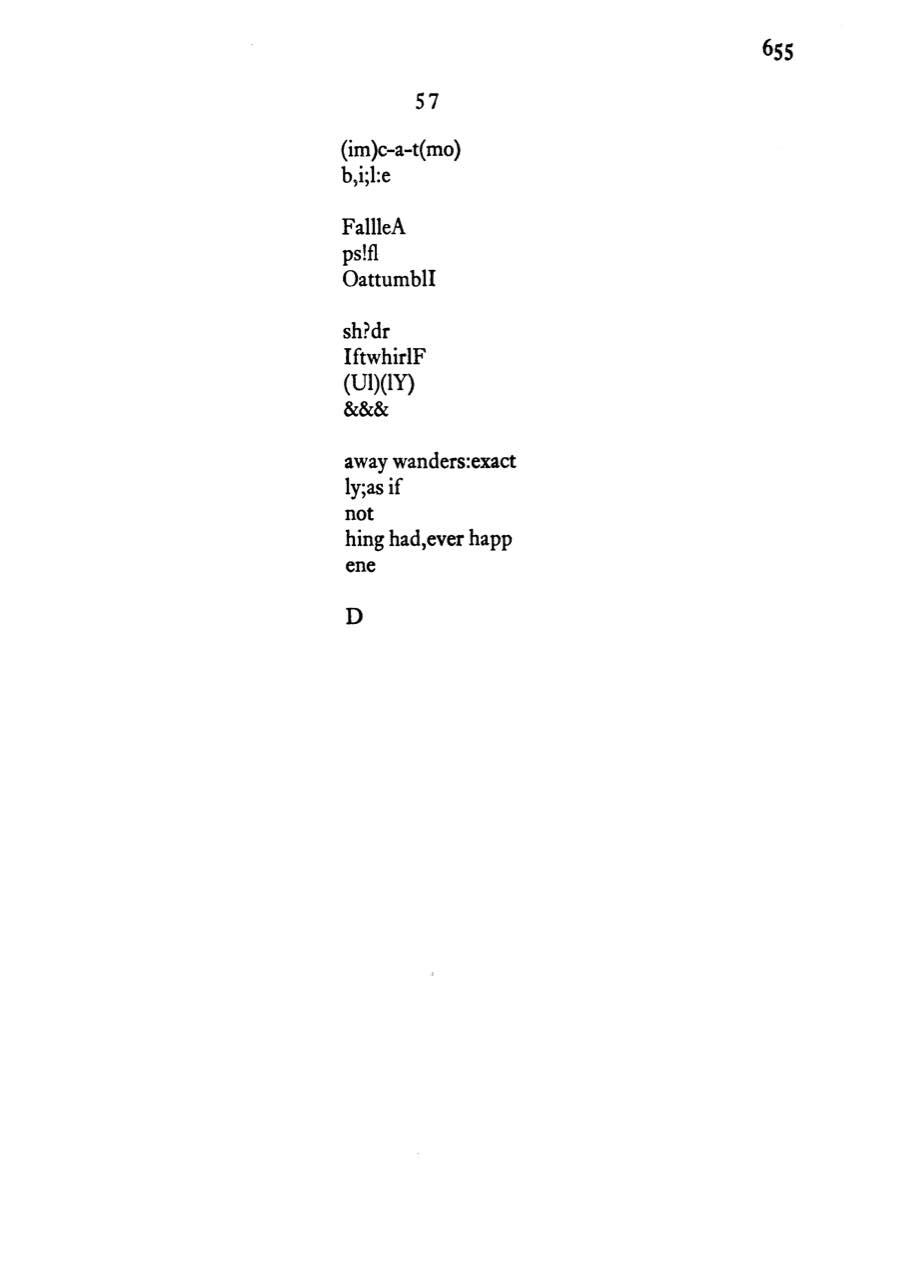 655
57
(im)c-a-t(mo)
b,i;l:e
FallleA
ps!fl
OattumblI
sh?dr
IftwhirlF
(Ul)(lY)
&&&
away wanders:exact
ly;as if
not
hing had,ever happ
ene
D